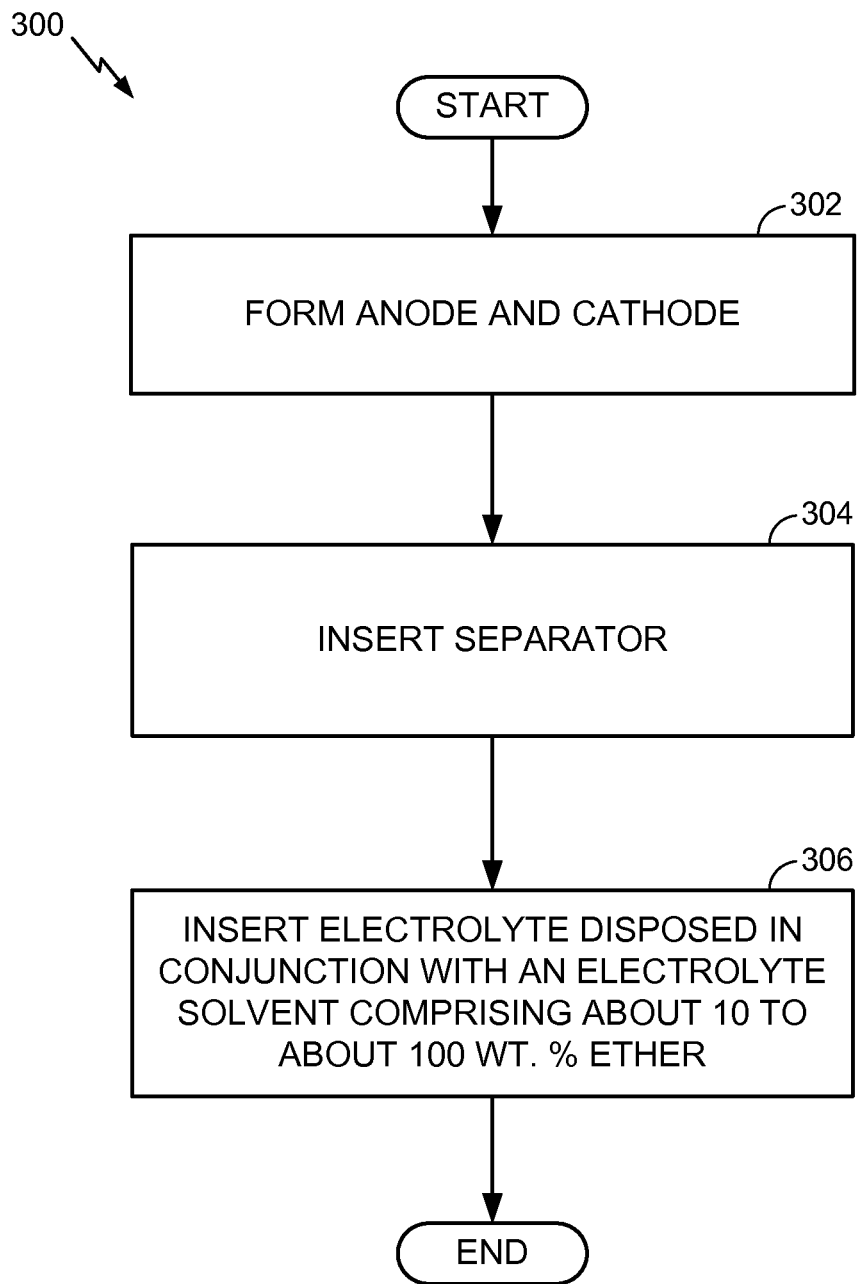 300
START
302
FORM ANODE AND CATHODE
304
INSERT SEPARATOR
306
INSERT ELECTROLYTE DISPOSED IN
CONJUNCTION WITH AN ELECTROLYTE
SOLVENT COMPRISING ABOUT 10 TO
ABOUT 100 WT. % ETHER
END